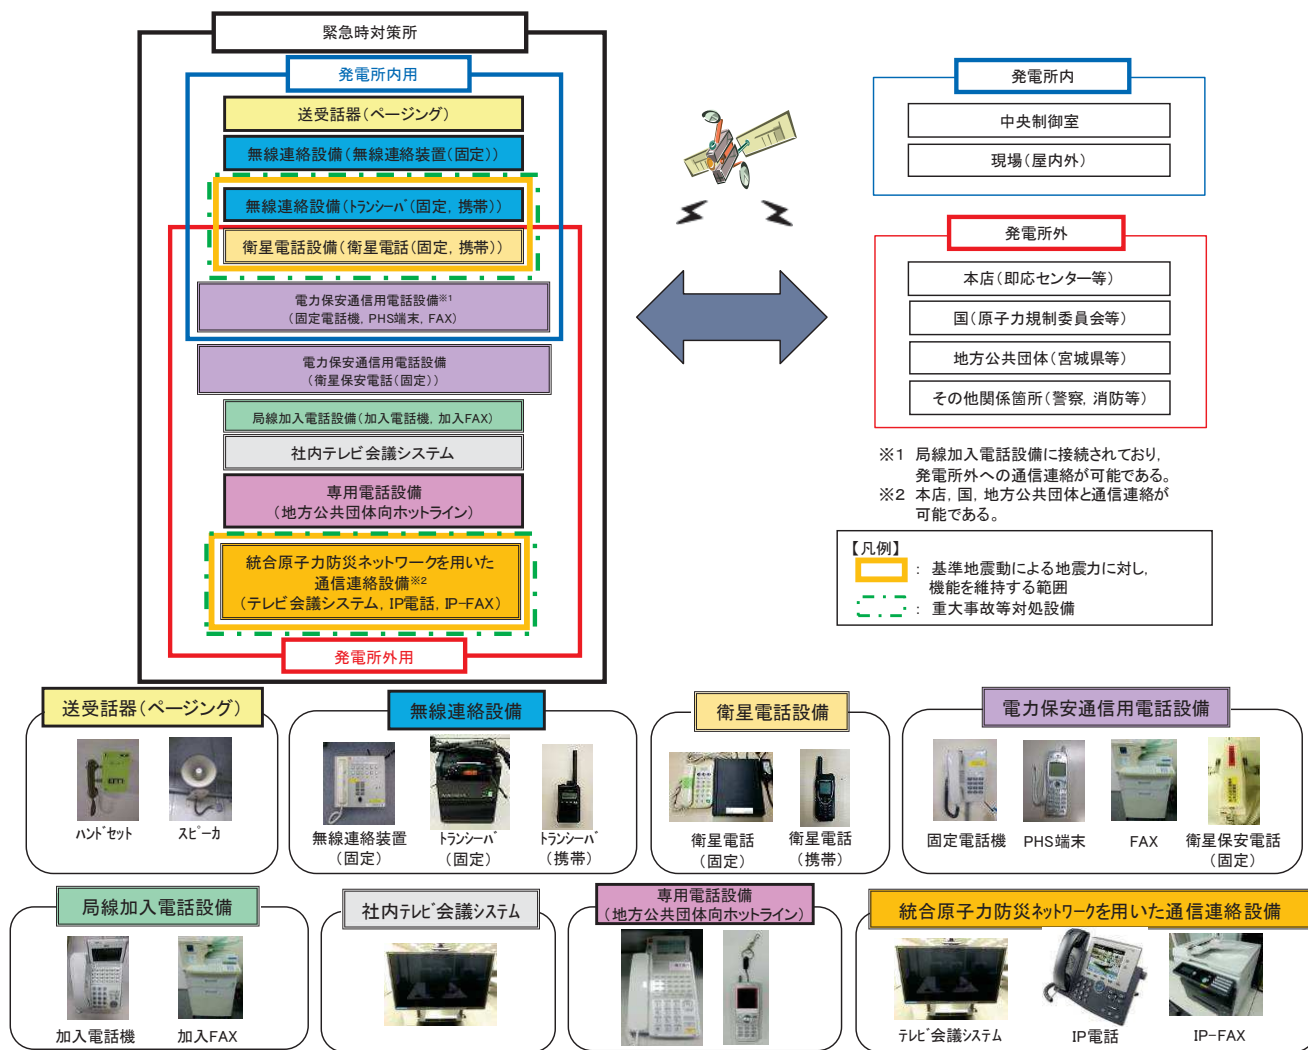 緊急時対策所
発電所内用
送受話器(ページング)
無線連絡設備(無線連絡装置(固定))
無線連絡設備(トランシーバ(固定, 携帯))
衛星電話設備(衛星電話(固定, 携帯))
電力保安通信用電話設備※1
(固定電話機, PHS端末, FAX)
電力保安通信用電話設備
(衛星保安電話(固定))
局線加入電話設備(加入電話機, 加入FAX)
社内テレビ会議システム
専用電話設備
(地方公共団体向ホットライン)
統合原子力防災ネットワークを用いた
通信連絡設備※2
(テレビ会議システム, IP電話, IP-FAX)
発電所外用
発電所内
中央制御室
現場(屋内外)
発電所外
本店(即応センター等)
国(原子力規制委員会等)
地方公共団体(宮城県等)
その他関係箇所(警察, 消防等)
※1 局線加入電話設備に接続されており,
発電所外への通信連絡が可能である。
※2 本店, 国, 地方公共団体と通信連絡が
可能である。
【凡例】
: 基準地震動による地震力に対し,
機能を維持する範囲
: 重大事故等対処設備
送受話器(ページング)
ハンドセット
スピーカ
無線連絡設備
無線連絡装置
(固定)
トランシーバ
(固定)
トランシーバ
(携帯)
衛星電話設備
衛星電話
(固定)
衛星電話
(携帯)
電力保安通信用電話設備
固定電話機
PHS端末
FAX
衛星保安電話
(固定)
局線加入電話設備
加入電話機
加入FAX
社内テレビ会議システム
専用電話設備
(地方公共団体向ホットライン)
統合原子力防災ネットワークを用いた通信連絡設備
テレビ会議システム
IP電話
IP-FAX